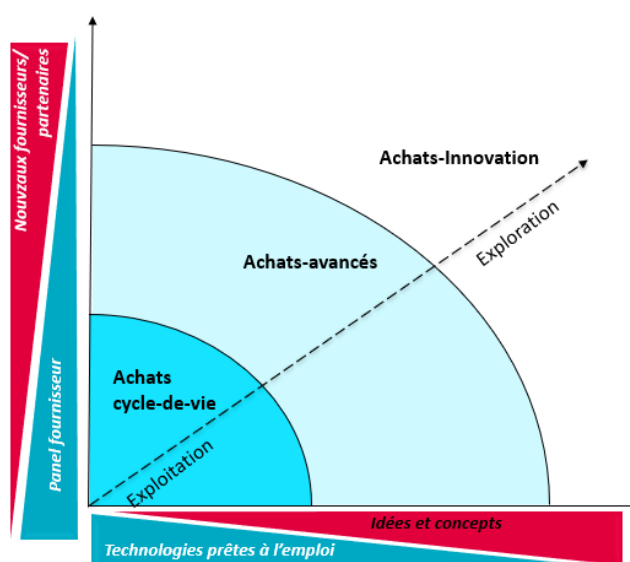 Nouvzaux fournisseurs/
partenaires
Panel fournisseur
Achats-Innovation
Exploration
Achats-avancés
Achats
cycle-de-vie
Exploitation
Idées et concepts
Technologies prêtes à l'emploi